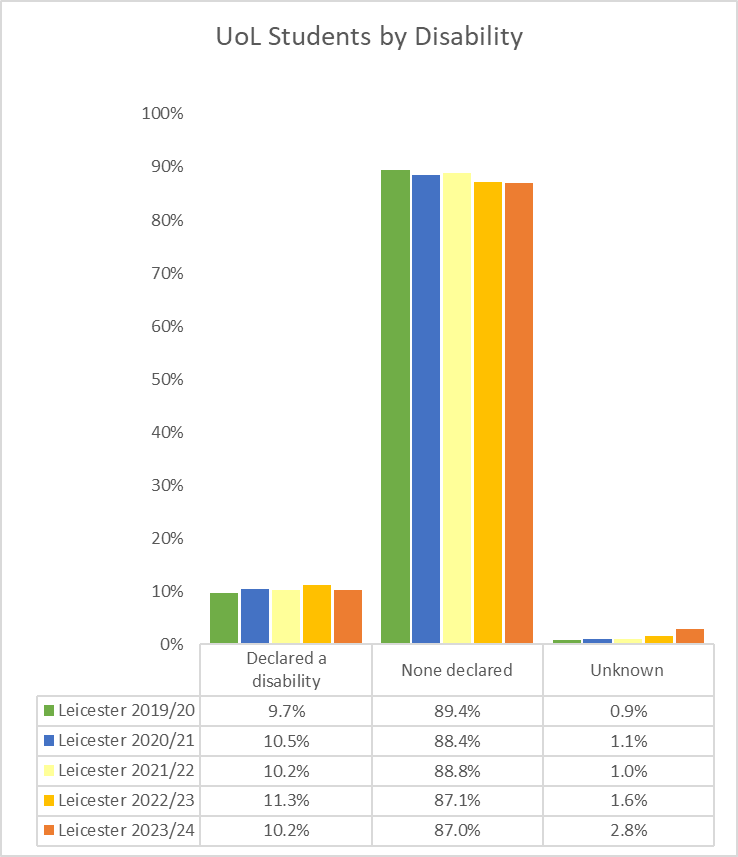 UoL Students by Disability
100%
90%
80%
70%
60%
50%
40%
30%
20%
10%
0%
Declared a
disability
None declared
Unknown
Leicester 2019/20 9.7% 89.4% 0.9%
Leicester 2020/21 10.5% 88.4% 1.1%
Leicester 2021/22 10.2% 88.8% 1.0%
Leicester 2022/23 11.3% 87.1% 1.6%
Leicester 2023/24 10.2% 87.0% 2.8%